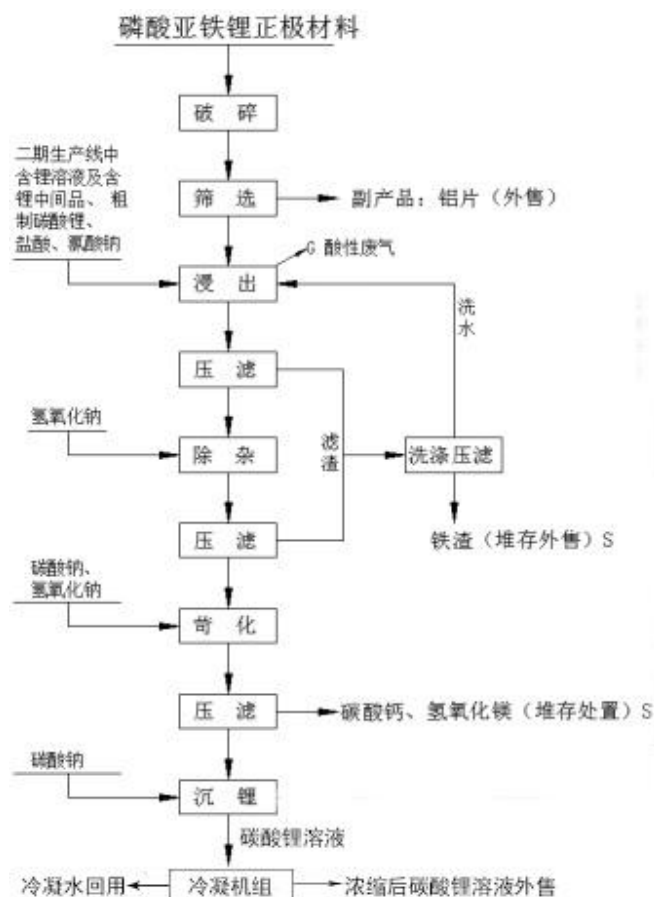 磷酸亚铁锂正极材料
破 碎
二期生产线中
含锂溶液及含
锂中间品、粗
制碳酸锂、
盐酸、氯酸钠
筛 选
副产品：铝片（外售）
G 酸性废气
浸 出
洗水
压 滤
氢氧化钠
除 杂
滤渣
洗涤压滤
压 滤
铁渣（堆存外售）S
碳酸钠、
氢氧化钠
苛 化
压 滤
碳酸钙、氢氧化镁（堆存处置）S
碳酸钠
沉 锂
碳酸锂溶液
冷凝水回用
冷凝机组
浓缩后碳酸锂溶液外售